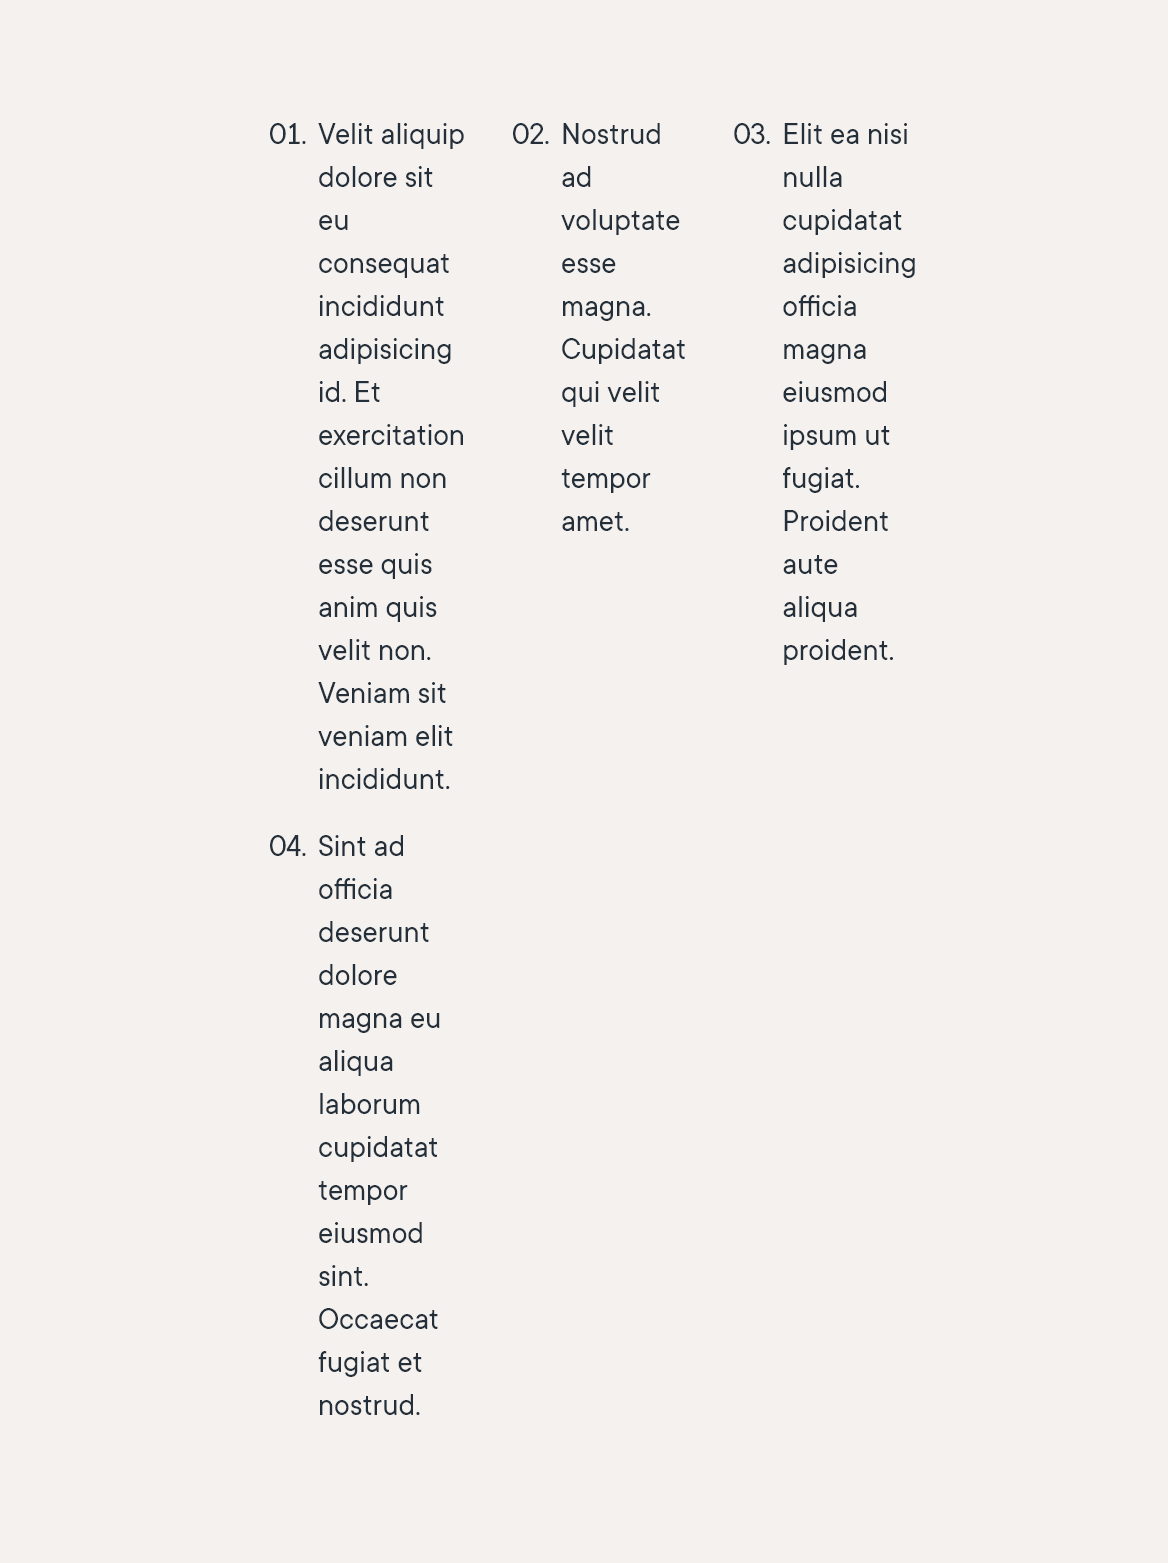 01. Velit aliquip
dolore sit
eu
consequat
incididunt
adipisicing
id. Et
exercitation
cillum non
deserunt
esse quis
anim quis
velit non.
Veniam sit
veniam elit
incididunt.
02. Nostrud
ad
voluptate
esse
magna.
Cupidatat
qui velit
velit
tempor
amet.
03. Elit ea nisi
nulla
cupidatat
adipisicing
officia
magna
eiusmod
ipsum ut
fugiat.
Proident
aute
aliqua
proident.
04. Sint ad
officia
deserunt
dolore
magna eu
aliqua
laborum
cupidatat
tempor
eiusmod
sint.
Occaecat
fugiat et
nostrud.